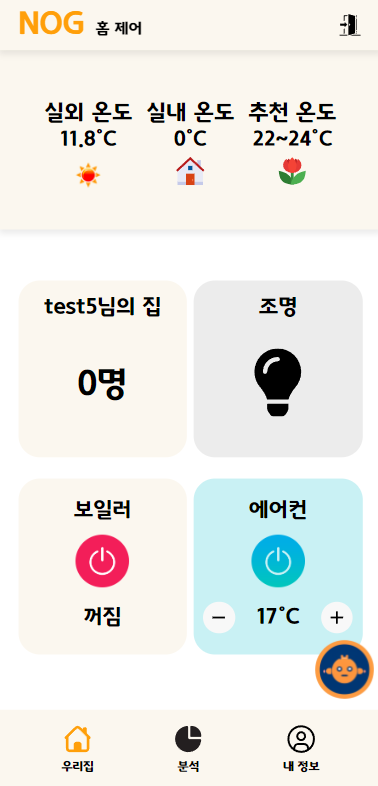 NOG 홈 제어
실외 온도 실내 온도 추천 온도
11.8°C 0°C 22~24°C
test5님의 집 조명
0명
보일러 에어컨
꺼짐 17°C
우리집 분석 내 정보